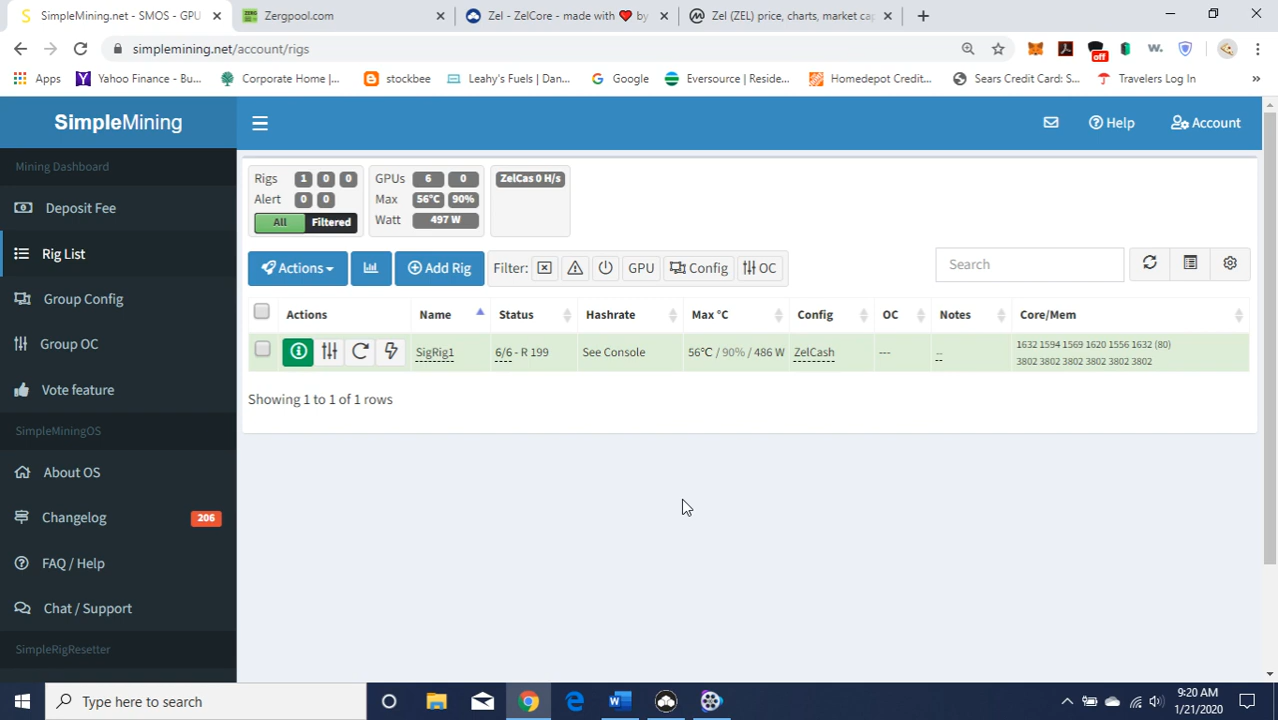 SimpleMining.net - SMOS - GPU
Zergpool.com
Zel - ZelCore - made with ❤️ by
Zel (ZEL) price, charts, market cap
simplemining.net/account/rigs
off
W.
Apps
Yahoo Finance - Bu...
Corporate Home |...
stockbee
Leahy's Fuels | Dan...
Google
Eversource | Reside...
Homedepot Credit...
Sears Credit Card: S...
Travelers Log In
»
SimpleMining
Help
Account
Mining Dashboard
Deposit Fee
Rig List
Group Config
Group OC
Vote feature
SimpleMiningOS
About OS
Changelog 206
FAQ / Help
Chat / Support
SimpleRigResetter
Rigs 1 0 0
Alert 0 0
All Filtered
GPUs 6 0
Max 56°C 90%
Watt 497 W
ZelCas 0 H/s
Actions
Add Rig
Filter: GPU Config OC
Search
Actions Name Status Hashrate Max °C Config OC Notes Core/Mem
SigRig1 6/6 - R 199 See Console 56°C / 90% / 486 W ZelCash --- -- 1632 1594 1569 1620 1556 1632 (80)
3802 3802 3802 3802 3802 3802
Showing 1 to 1 of 1 rows
Type here to search
9:20 AM
1/21/2020